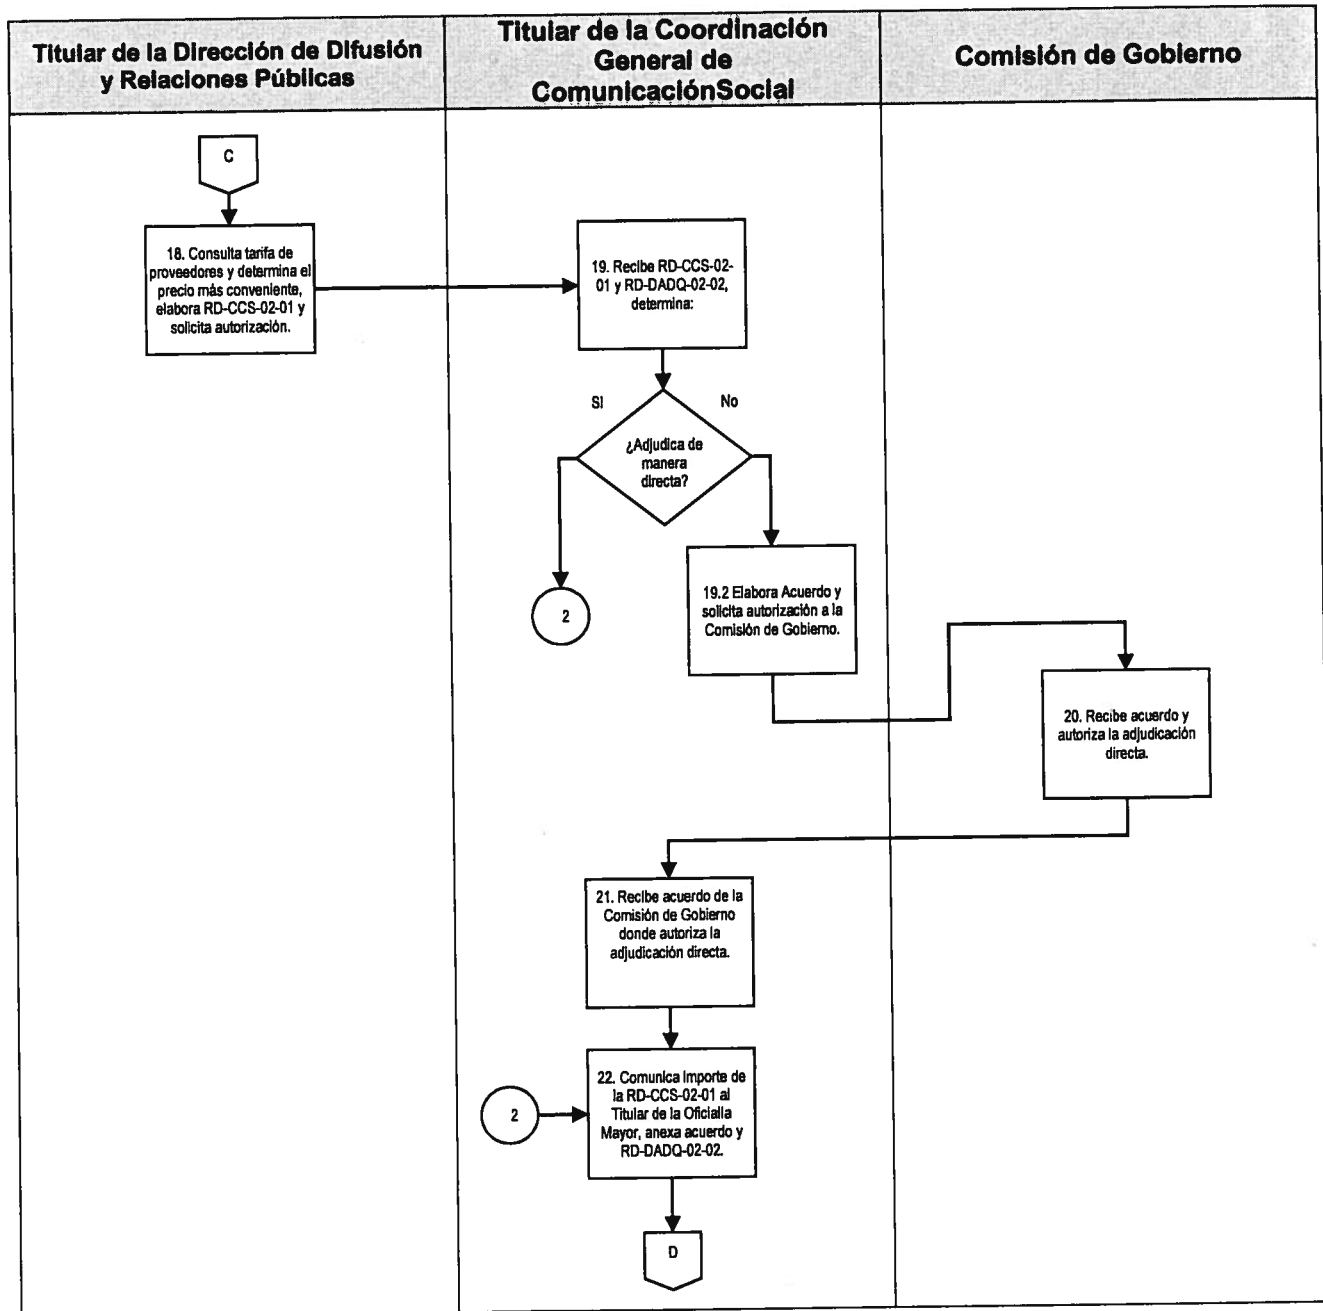 Titular de la Dirección de Difusión
y Relaciones Públicas
Titular de la Coordinación
General de
ComunicaciónSocial
Comisión de Gobierno
C
18. Consulta tarifa de
proveedores y determina el
precio más conveniente,
elabora RD-CCS-02-01 y
solicita autorización.
19. Recibe RD-CCS-02-
01 y RD-DADQ-02-02,
determina:
SI
No
¿Adjudica de
manera
directa?
2
19.2 Elabora Acuerdo y
solicita autorización a la
Comisión de Gobierno.
20. Recibe acuerdo y
autoriza la adjudicación
directa.
21. Recibe acuerdo de la
Comisión de Gobierno
donde autoriza la
adjudicación directa.
2
22. Comunica Importe de
la RD-CCS-02-01 al
Titular de la Oficialía
Mayor, anexa acuerdo y
RD-DADQ-02-02.
D